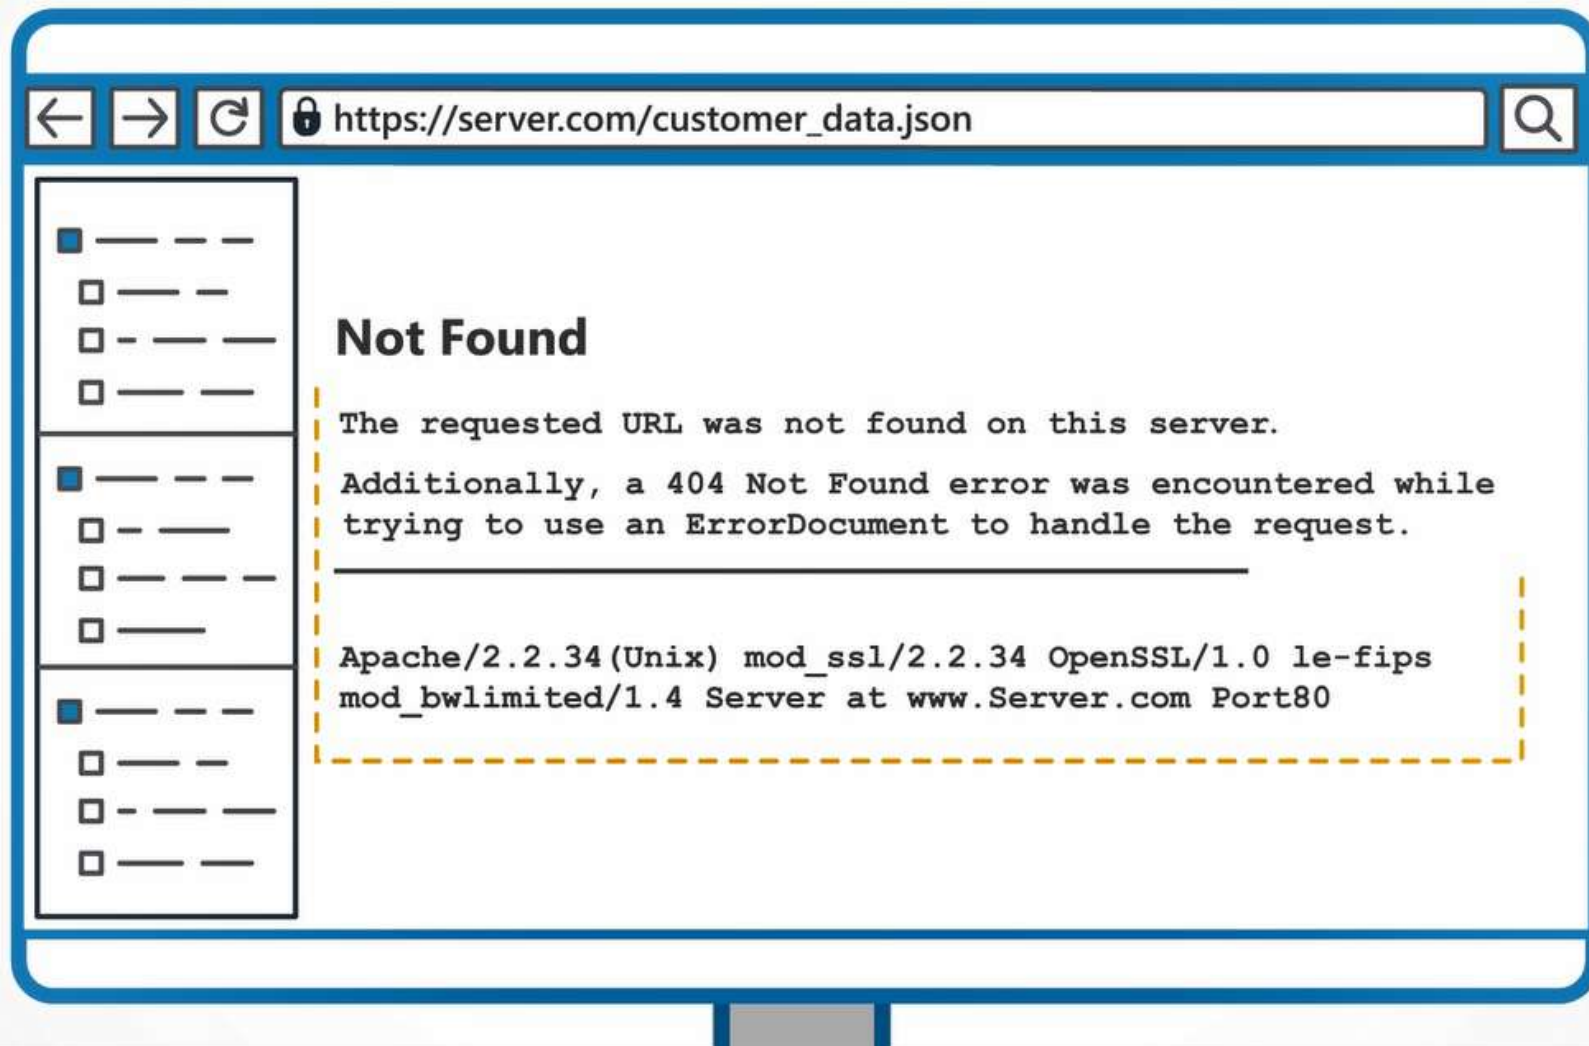 https://server.com/customer_data.json
Not Found
The requested URL was not found on this server.
Additionally, a 404 Not Found error was encountered while
trying to use an ErrorDocument to handle the request.
Apache/2.2.34(Unix) mod_ssl/2.2.34 OpenSSL/1.0 le-fips
mod_bwlimited/1.4 Server at www.Server.com Port80